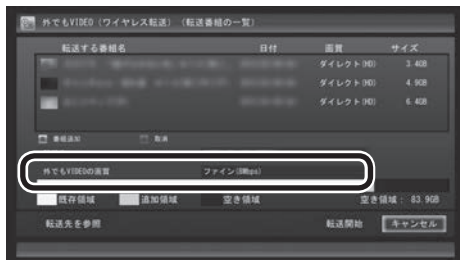 外でもVIDEO(ワイヤレス転送) (転送番組の一覧)
転送する番組名 日付 画質 サイズ
ダイレクト(HD) 3.4GB
ダイレクト(HD) 4.9GB
ダイレクト(HD) 6.4GB
番組追加 取消
外でもVIDEOの画質 ファイン(8Mbps)
既存領域 追加領域 空き領域 空き領域: 83.9GB
転送先を参照 転送開始 キャンセル